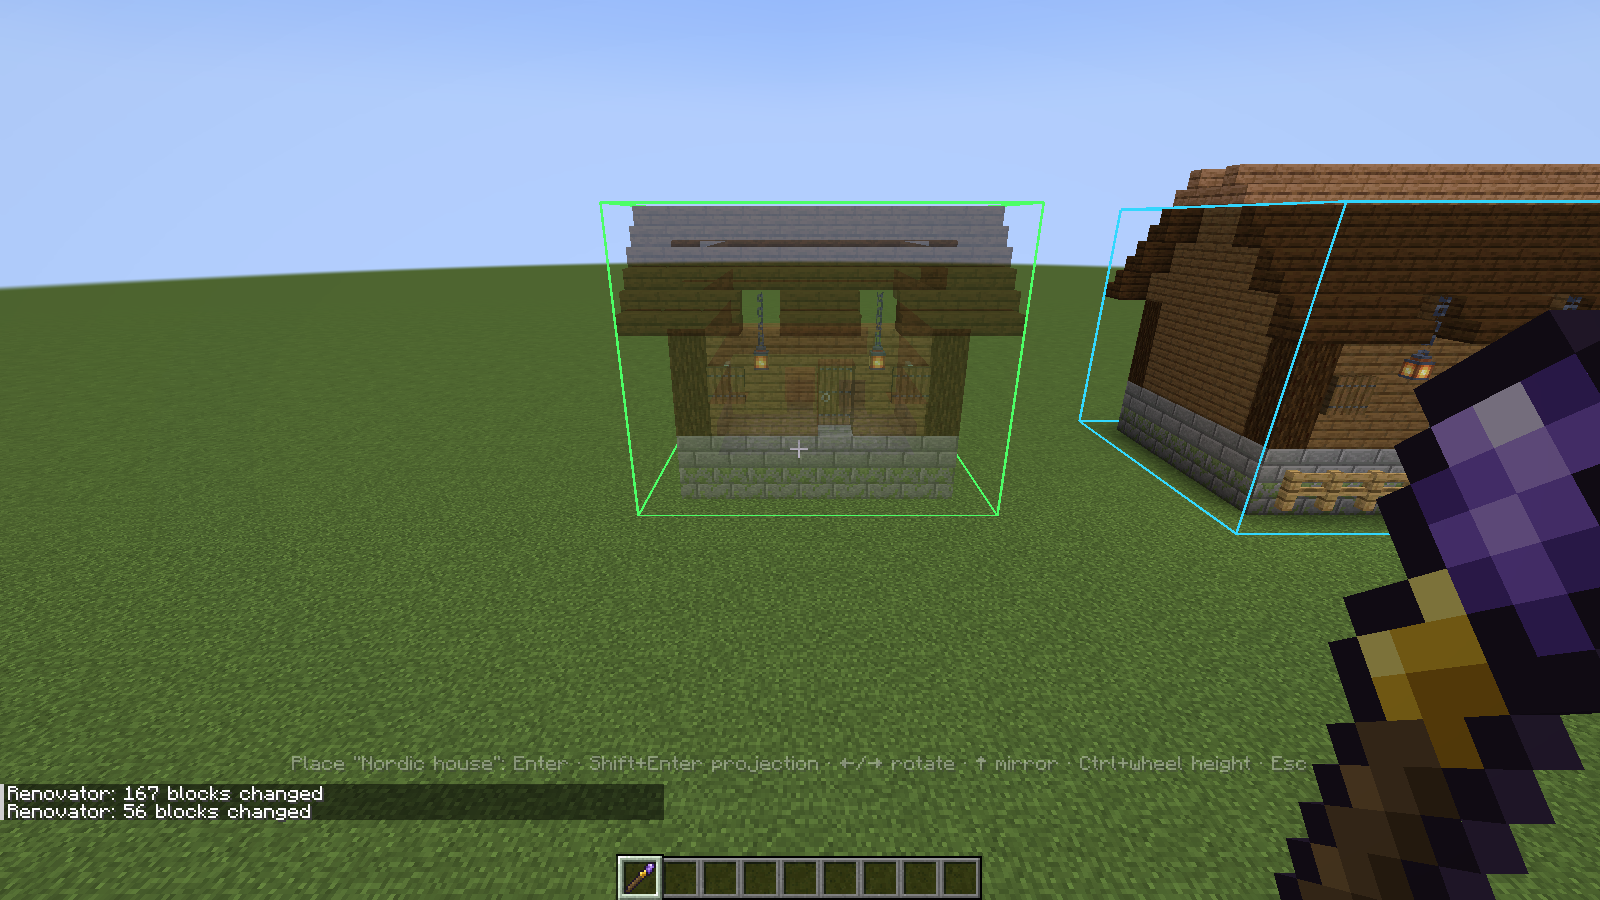 Place "Nordic house": Enter · Shift+Enter projection · ←/→ rotate · ↑ mirror · Ctrl+wheel height · Esc
Renovator: 167 blocks changed
Renovator: 56 blocks changed